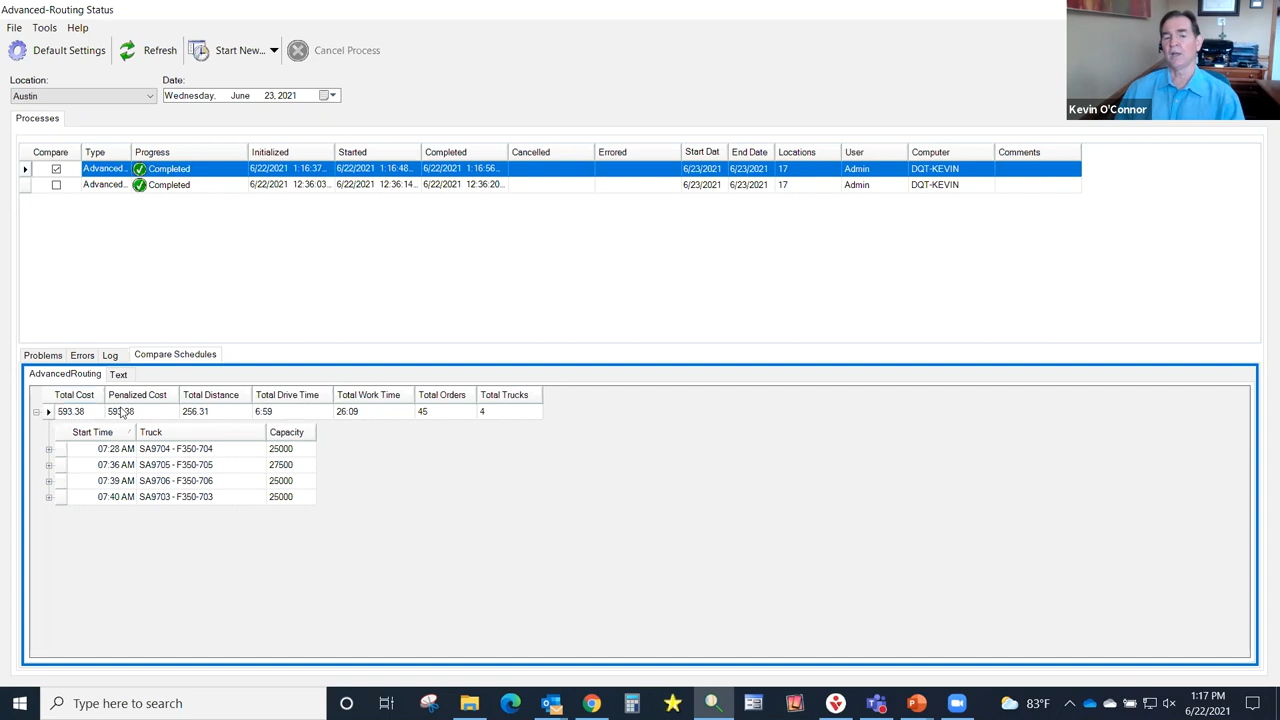 Advanced-Routing Status
File Tools Help
Default Settings Refresh Start New... Cancel Process
Location: Date:
Austin Wednesday, June 23, 2021
Kevin O'Connor
Processes
Compare Type Progress Initialized Started Completed Cancelled Errored Start Dat End Date Locations User Computer Comments
Advanced... Completed 6/22/2021 1:16:37... 6/22/2021 1:16:48... 6/22/2021 1:16:56... 6/23/2021 6/23/2021 17 Admin DQT-KEVIN
Advanced... Completed 6/22/2021 12:36:03... 6/22/2021 12:36:14... 6/22/2021 12:36:20... 6/23/2021 6/23/2021 17 Admin DQT-KEVIN
Problems Errors Log Compare Schedules
AdvancedRouting Text
Total Cost Penalized Cost Total Distance Total Drive Time Total Work Time Total Orders Total Trucks
593.38 593.38 256.31 6:59 26:09 45 4
Start Time Truck Capacity
07:28 AM SA9704 - F350-704 25000
07:36 AM SA9705 - F350-705 27500
07:39 AM SA9706 - F350-706 25000
07:40 AM SA9703 - F350-703 25000
Type here to search
83°F
1:17 PM
6/22/2021